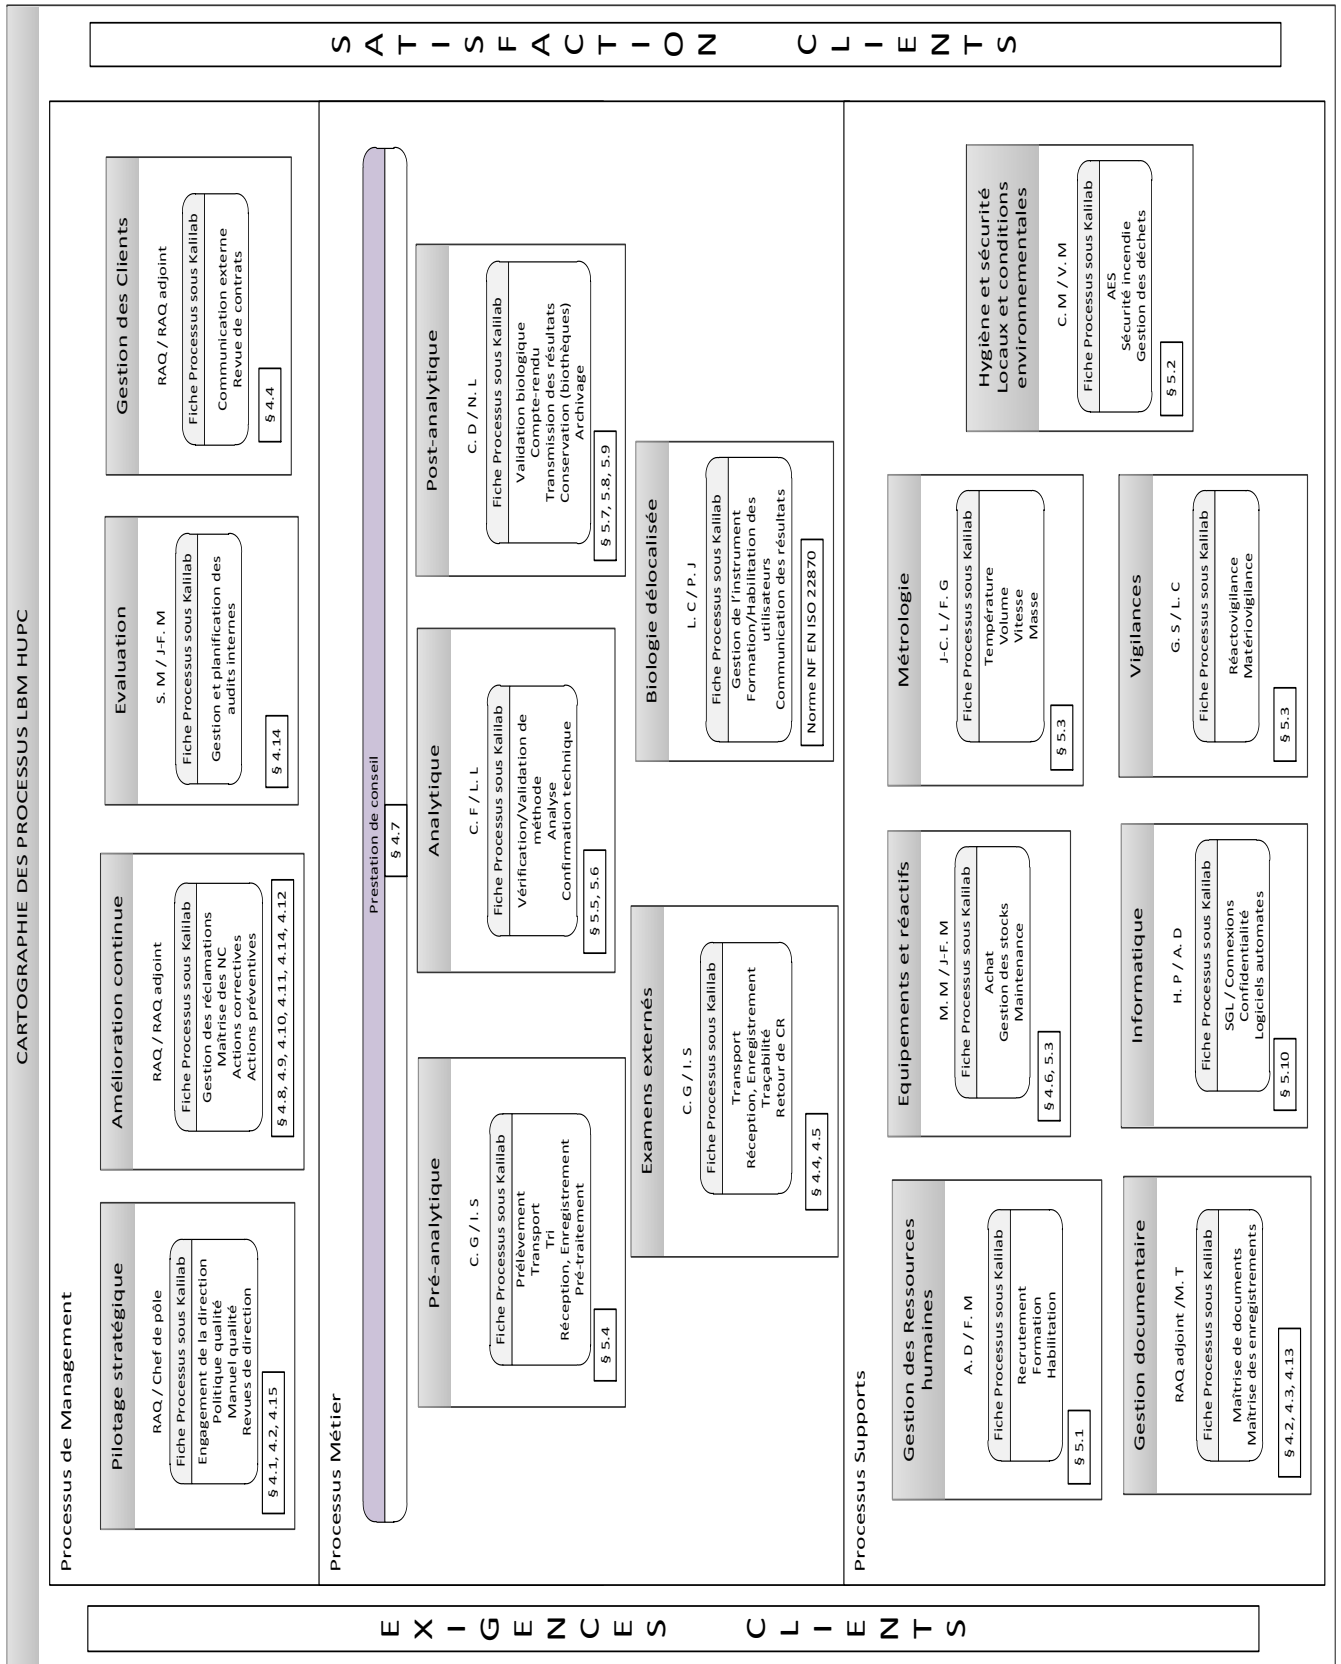 CARTOGRAPHIE DES PROCESSUS LBM HUPC
EXIGENCES CLIENTS
Processus de Management
Pilotage stratégique
RAQ / Chef de pôle
Fiche Processus sous Kalilab
Engagement de la direction
Politique qualité
Manuel qualité
Revues de direction
§ 4.1, 4.2, 4.15
Amélioration continue
RAQ / RAQ adjoint
Fiche Processus sous Kalilab
Gestion des réclamations
Maîtrise des NC
Actions correctives
Actions préventives
§ 4.8, 4.9, 4.10, 4.11, 4.14, 4.12
Evaluation
S. M / J-F. M
Fiche Processus sous Kalilab
Gestion et planification des
audits internes
§ 4.14
Gestion des Clients
RAQ / RAQ adjoint
Fiche Processus sous Kalilab
Communication externe
Revue de contrats
§ 4.4
Processus Métier
Prestation de conseil
§ 4.7
Pré-analytique
C. G / I. S
Fiche Processus sous Kalilab
Prélèvement
Transport
Tri
Réception, Enregistrement
Pré-traitement
§ 5.4
Analytique
C. F / L. L
Fiche Processus sous Kalilab
Vérification/Validation de
méthode
Analyse
Confirmation technique
§ 5.5, 5.6
Post-analytique
C. D / N. L
Fiche Processus sous Kalilab
Validation biologique
Compte-rendu
Transmission des résultats
Conservation (biothèques)
Archivage
§ 5.7, 5.8, 5.9
Examens externés
C. G / I. S
Fiche Processus sous Kalilab
Transport
Réception, Enregistrement
Traçabilité
Retour de CR
§ 4.4, 4.5
Biologie délocalisée
L. C / P. J
Fiche Processus sous Kalilab
Gestion de l'instrument
Formation/Habilitation des
utilisateurs
Communication des résultats
Norme NF EN ISO 22870
Processus Supports
Gestion des Ressources
humaines
A. D / F. M
Fiche Processus sous Kalilab
Recrutement
Formation
Habilitation
§ 5.1
Equipements et réactifs
M. M / J-F. M
Fiche Processus sous Kalilab
Achat
Gestion des stocks
Maintenance
§ 4.6, 5.3
Métrologie
J-C. L / F. G
Fiche Processus sous Kalilab
Température
Volume
Vitesse
Masse
§ 5.3
Hygiène et sécurité
Locaux et conditions
environnementales
C. M / V. M
Fiche Processus sous Kalilab
AES
Sécurité incendie
Gestion des déchets
§ 5.2
Gestion documentaire
RAQ adjoint /M. T
Fiche Processus sous Kalilab
Maîtrise de documents
Maîtrise des enregistrements
§ 4.2, 4.3, 4.13
Informatique
H. P / A. D
Fiche Processus sous Kalilab
SGL / Connexions
Confidentialité
Logiciels automates
§ 5.10
Vigilances
G. S / L. C
Fiche Processus sous Kalilab
Réactovigilance
Matériovigilance
§ 5.3
SATISFACTION CLIENTS